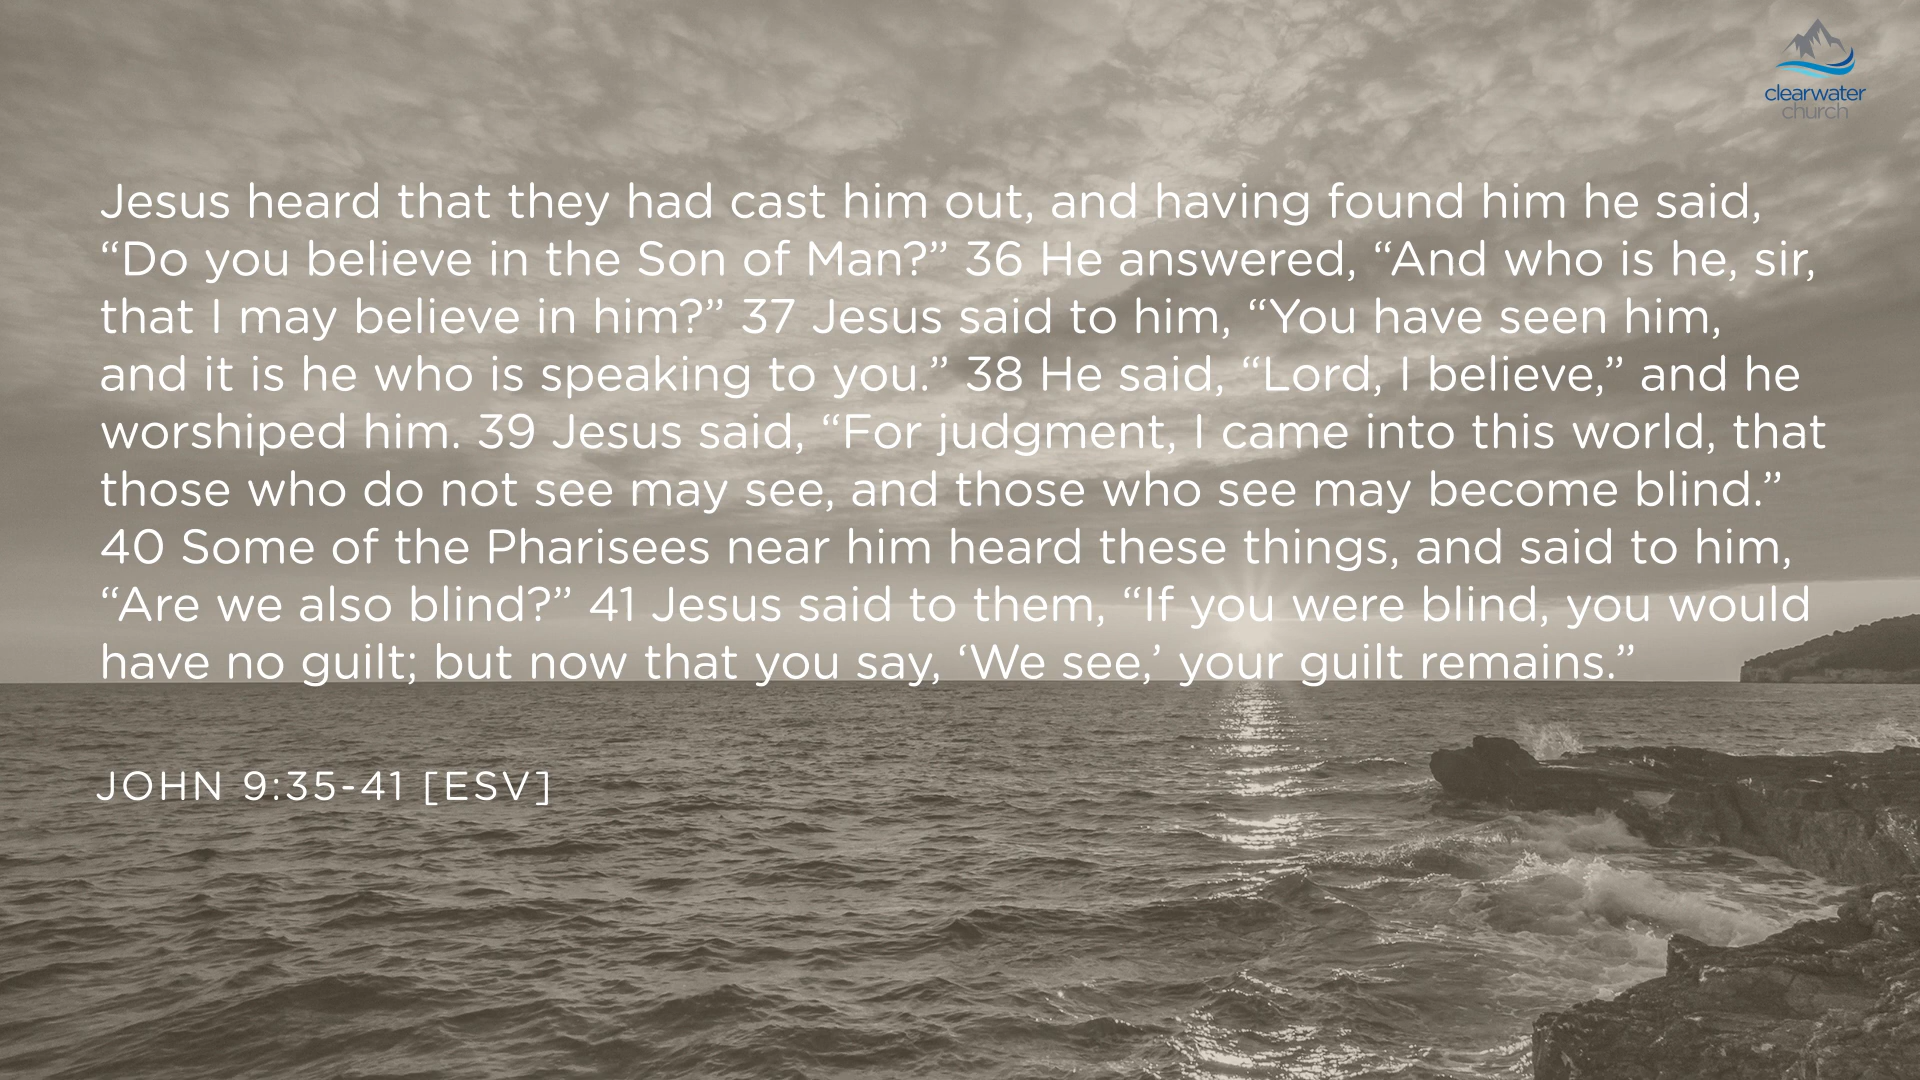 clearwater
church
Jesus heard that they had cast him out, and having found him he said,
“Do you believe in the Son of Man?” 36 He answered, “And who is he, sir,
that I may believe in him?” 37 Jesus said to him, “You have seen him,
and it is he who is speaking to you.” 38 He said, “Lord, I believe,” and he
worshiped him. 39 Jesus said, “For judgment, I came into this world, that
those who do not see may see, and those who see may become blind.”
40 Some of the Pharisees near him heard these things, and said to him,
“Are we also blind?” 41 Jesus said to them, “If you were blind, you would
have no guilt; but now that you say, ‘We see,’ your guilt remains.”
JOHN 9:35-41 [ESV]